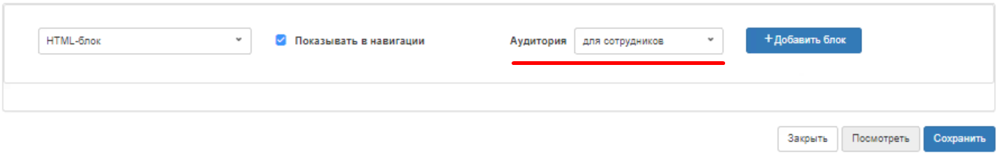 HTML-блок Показывать в навигации Аудитория для сотрудников +Добавить блок
Закрыть Посмотреть Сохранить